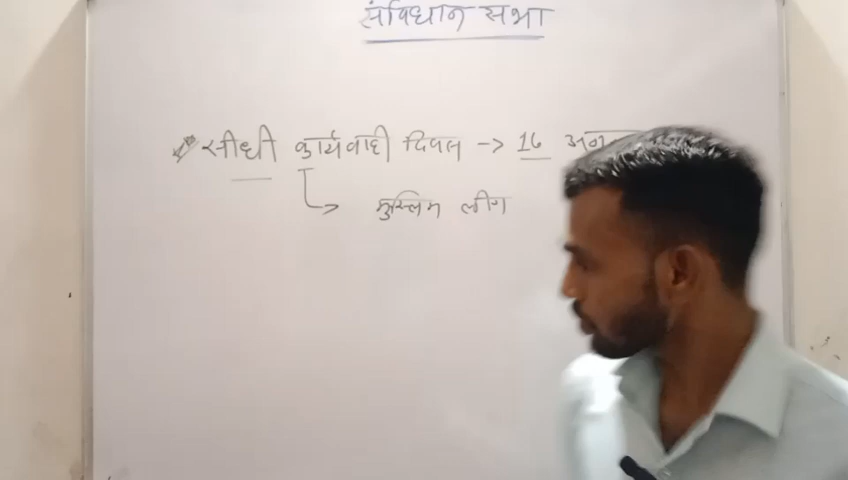 संविधान सभा
सीधी कार्यवाही दिवस -> 16
मुस्लिम लीग